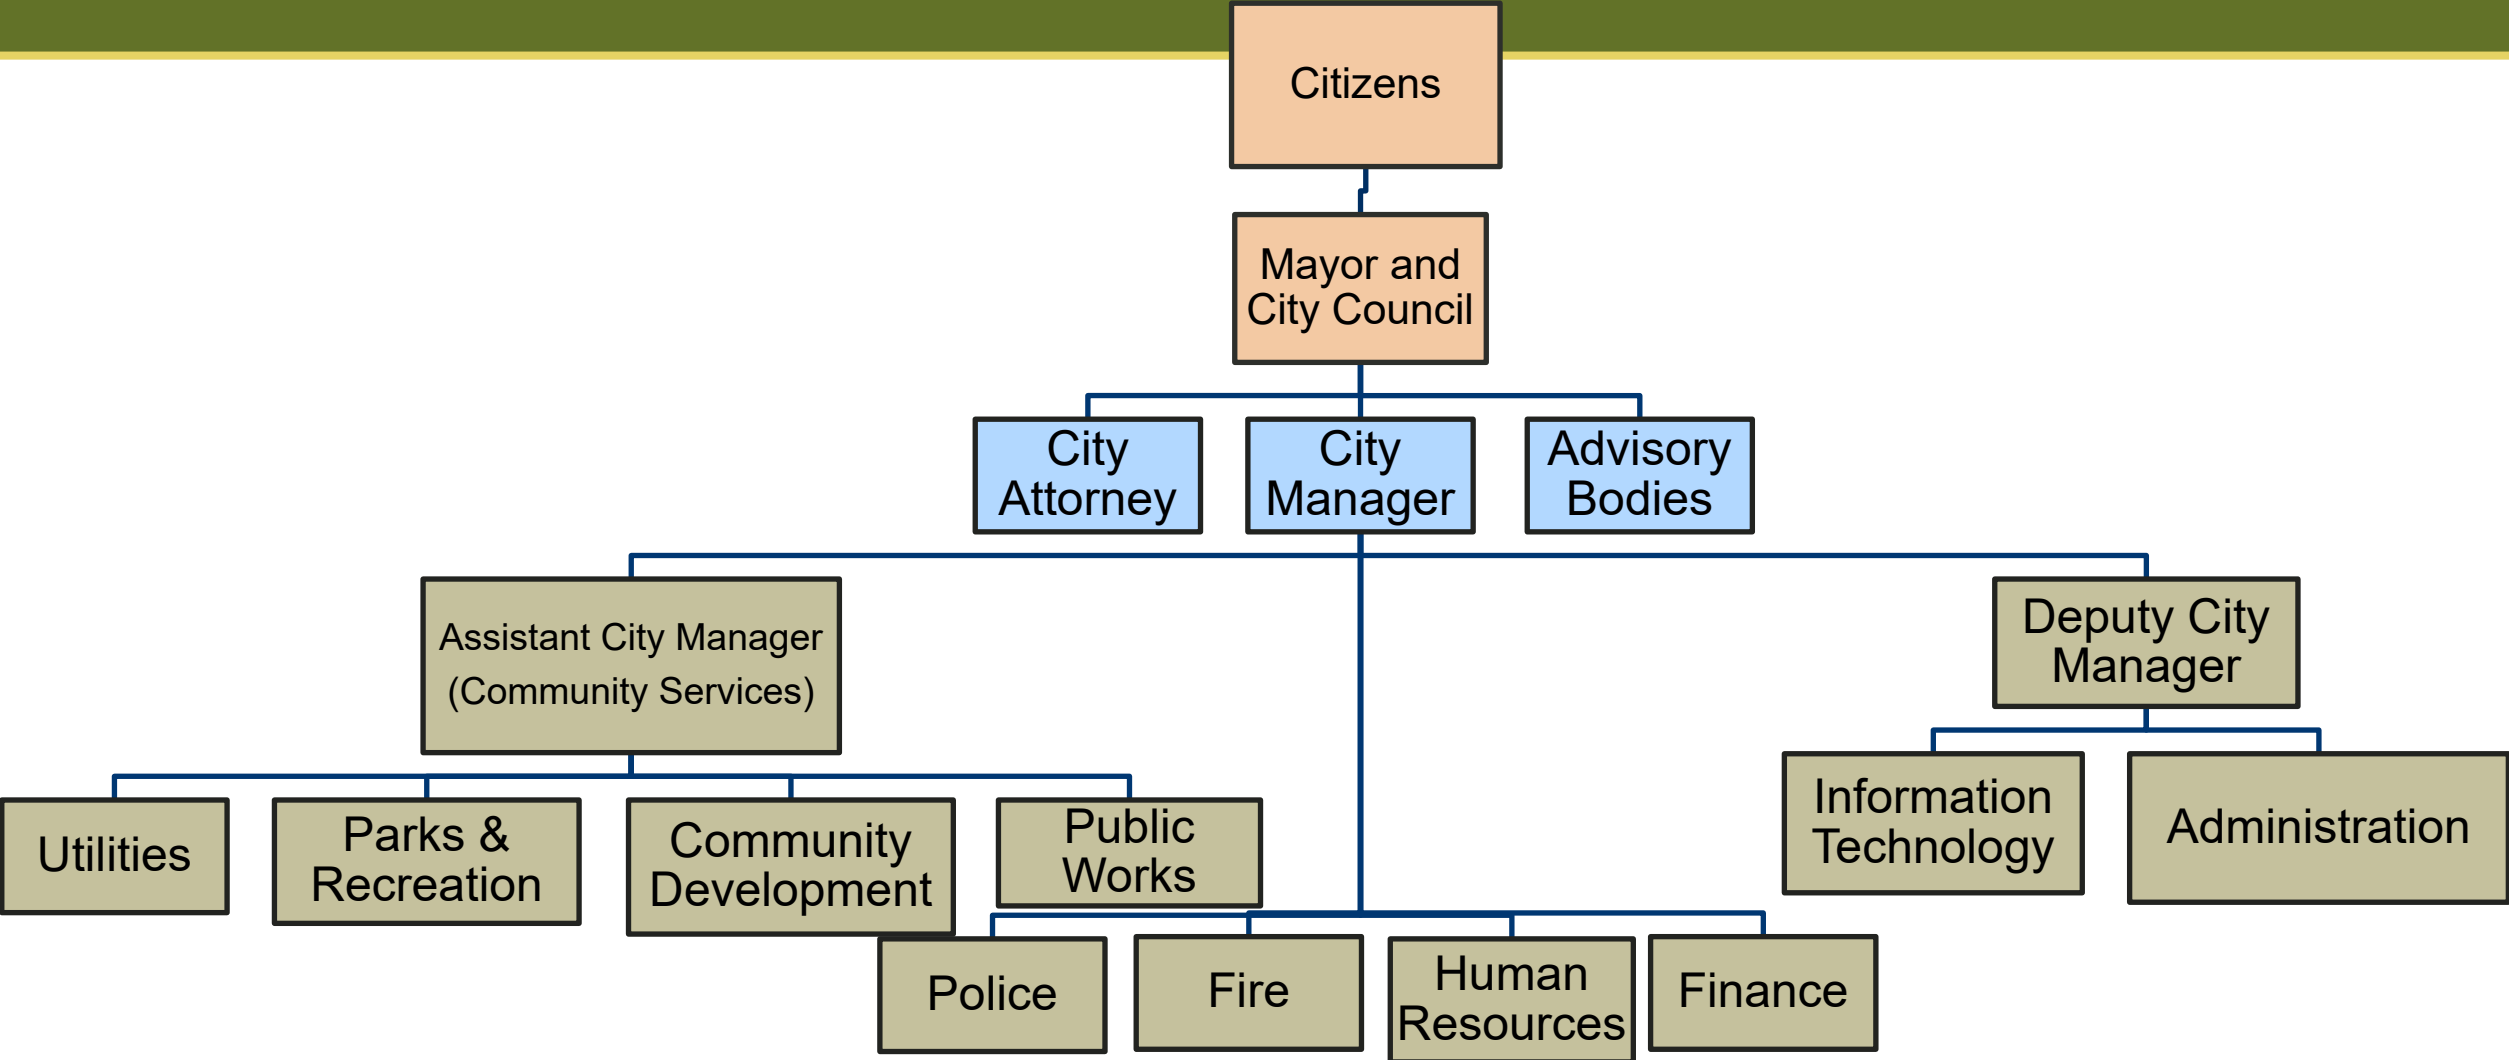 Citizens
Mayor and
City Council
City
Attorney
City
Manager
Advisory
Bodies
Assistant City Manager
(Community Services)
Deputy City
Manager
Utilities
Parks &
Recreation
Community
Development
Public
Works
Information
Technology
Administration
Police
Fire
Human
Resources
Finance